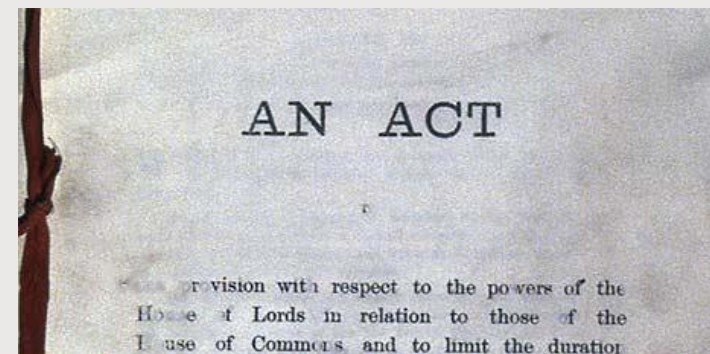 AN ACT
provision with respect to the powers of the
House of Lords in relation to those of the
House of Commons, and to limit the duration